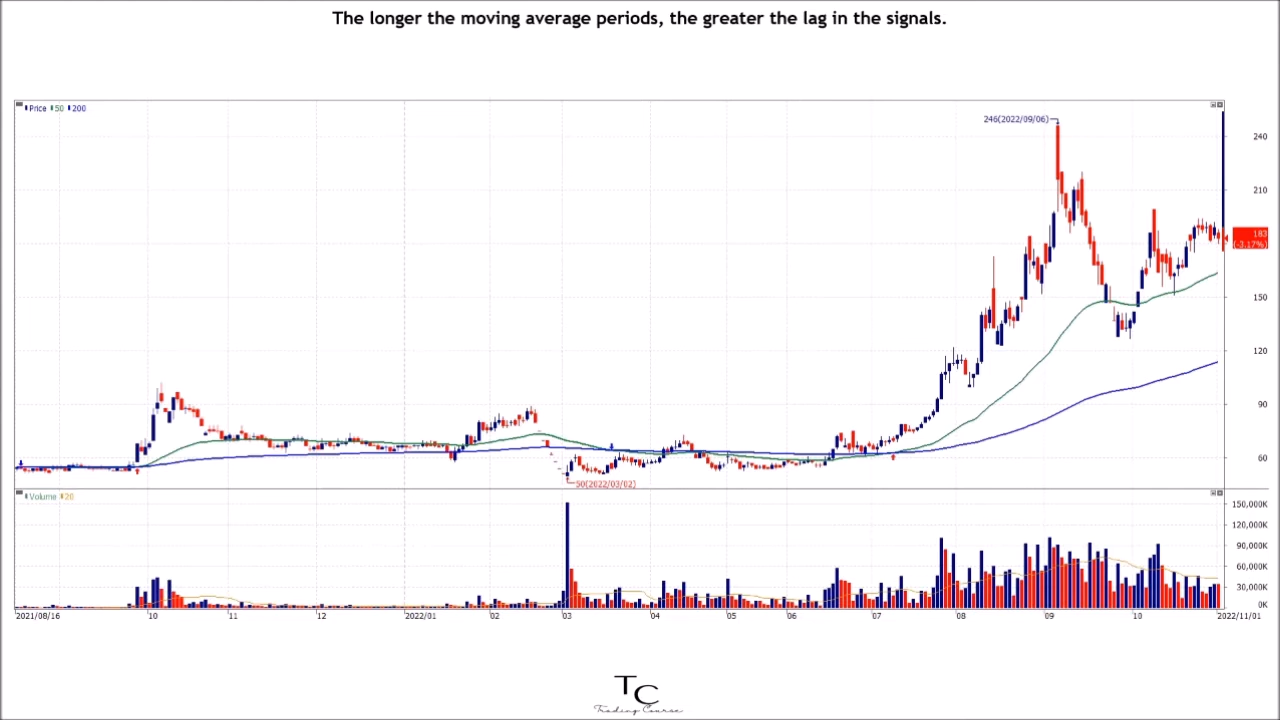 The longer the moving average periods, the greater the lag in the signals.
Price 50 200
246(2022/09/06)
240
210
183
(-3.17%)
150
120
90
60
50(2022/03/02)
Volume 20
150,000K
120,000K
90,000K
60,000K
30,000K
0K
2021/08/16 10 11 12 2022/01 02 03 04 05 06 07 08 09 10 2022/11/01
TC
Trading Course